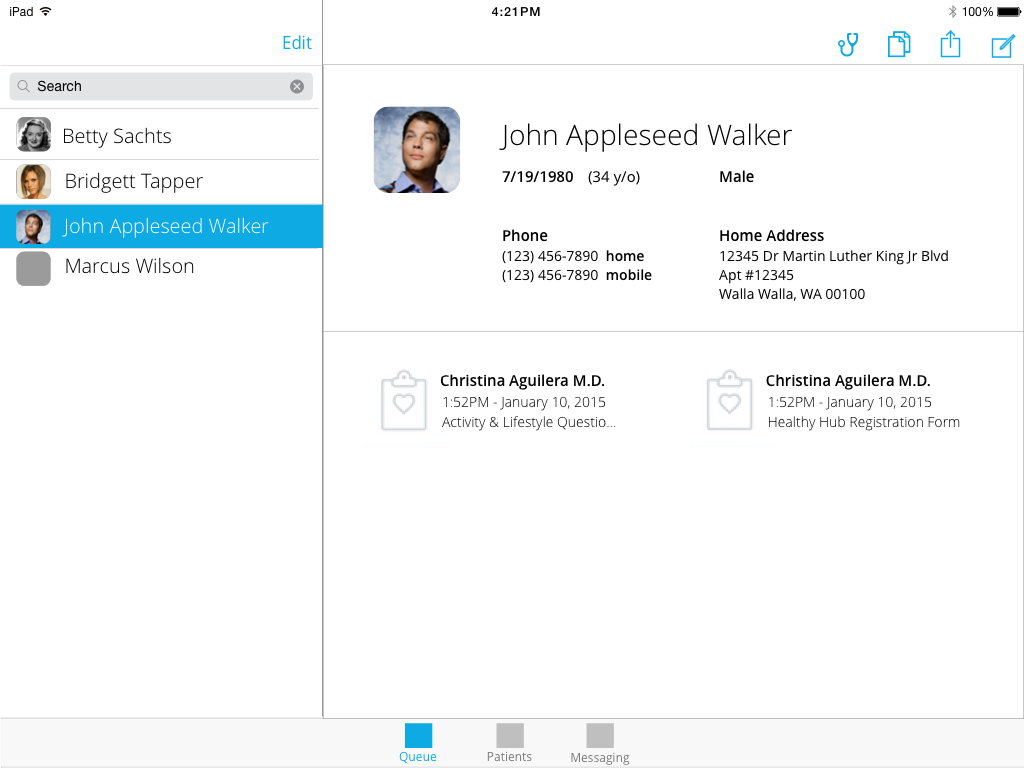 iPad
4:21PM
100%
Edit
Search
Betty Sachts
Bridgett Tapper
John Appleseed Walker
Marcus Wilson
John Appleseed Walker
7/19/1980 (34 y/o) Male
Phone
(123) 456-7890 home
(123) 456-7890 mobile
Home Address
12345 Dr Martin Luther King Jr Blvd
Apt #12345
Walla Walla, WA 00100
Christina Aguilera M.D.
1:52PM - January 10, 2015
Activity & Lifestyle Questio...
Christina Aguilera M.D.
1:52PM - January 10, 2015
Healthy Hub Registration Form
Queue
Patients
Messaging